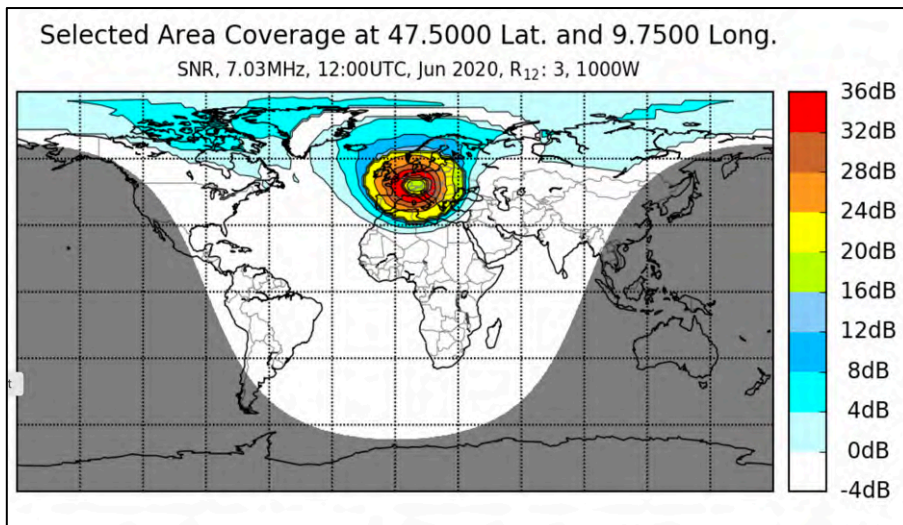 Selected Area Coverage at 47.5000 Lat. and 9.7500 Long.
SNR, 7.03MHz, 12:00UTC, Jun 2020, R₁₂: 3, 1000W
36dB
32dB
28dB
24dB
20dB
16dB
12dB
8dB
4dB
0dB
-4dB
t